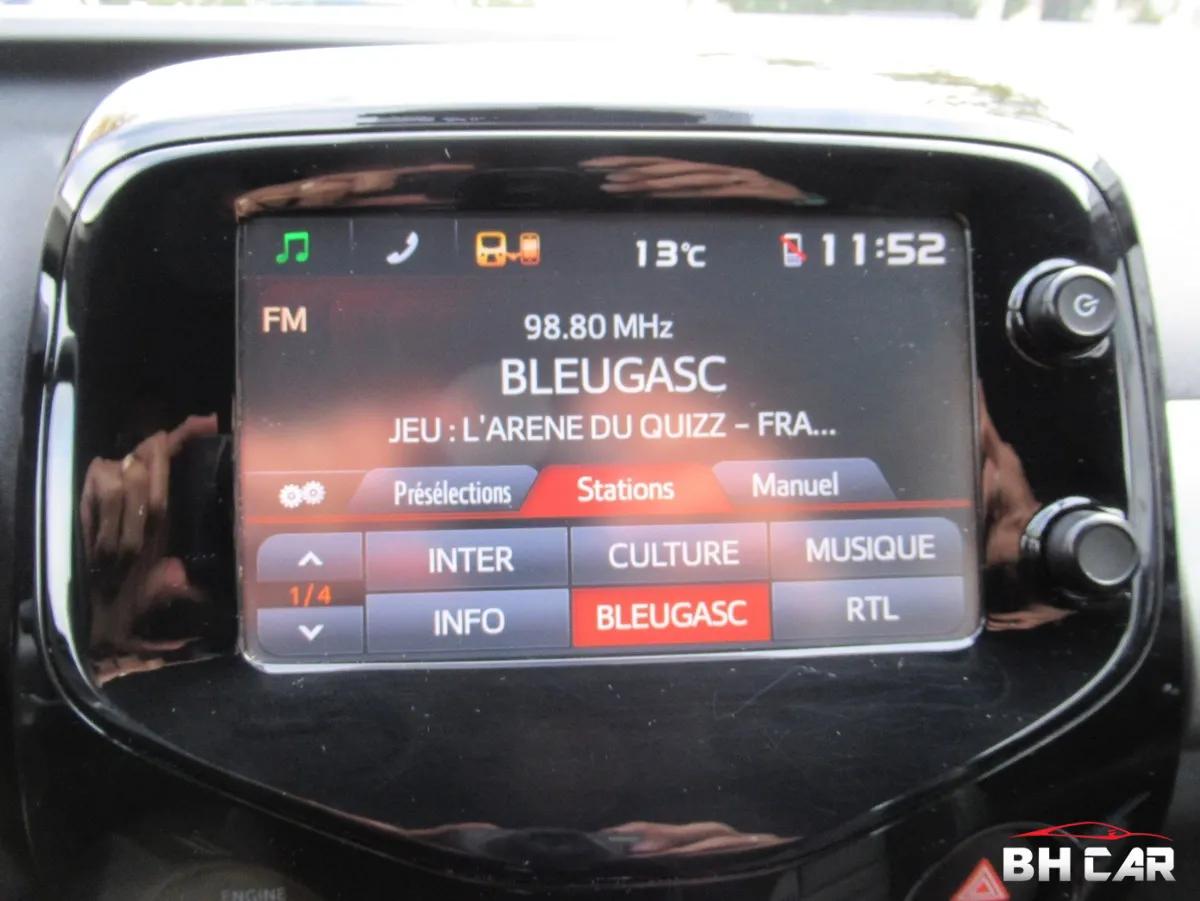 13°C 11:52
FM
98.80 MHz
BLEUGASC
JEU : L'ARENE DU QUIZZ – FRA...
Présélections Stations Manuel
INTER CULTURE MUSIQUE
1/4
INFO BLEUGASC RTL
ENGINE
BH CAR